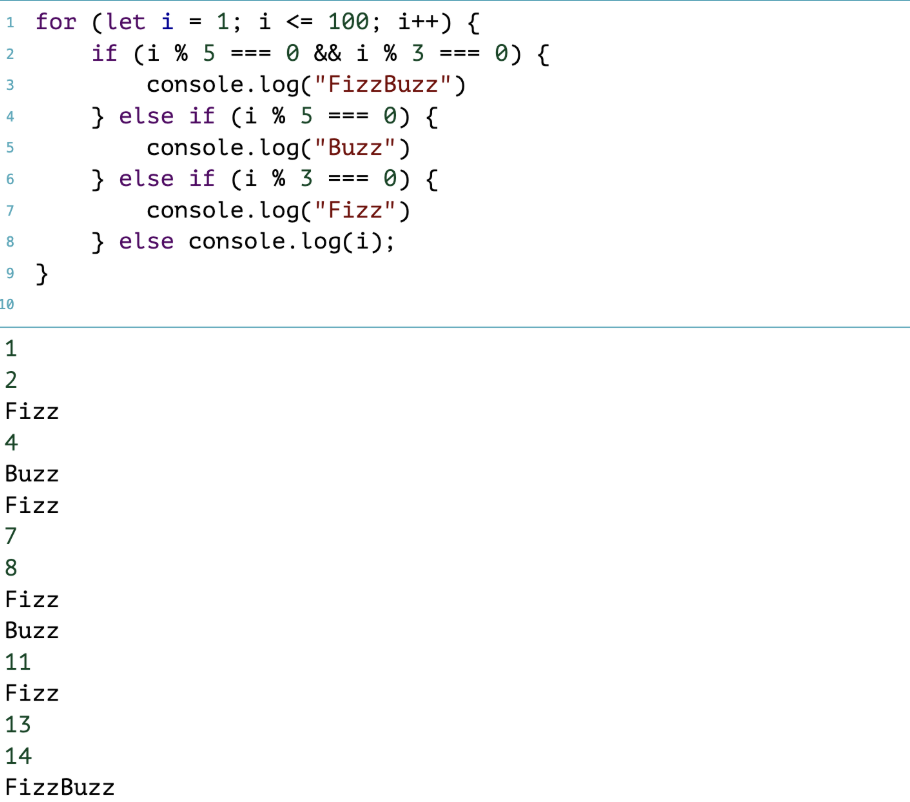 1 for (let i = 1; i <= 100; i++) {
2     if (i % 5 === 0 && i % 3 === 0) {
3         console.log("FizzBuzz")
4     } else if (i % 5 === 0) {
5         console.log("Buzz")
6     } else if (i % 3 === 0) {
7         console.log("Fizz")
8     } else console.log(i);
9 }
10
1
2
Fizz
4
Buzz
Fizz
7
8
Fizz
Buzz
11
Fizz
13
14
FizzBuzz